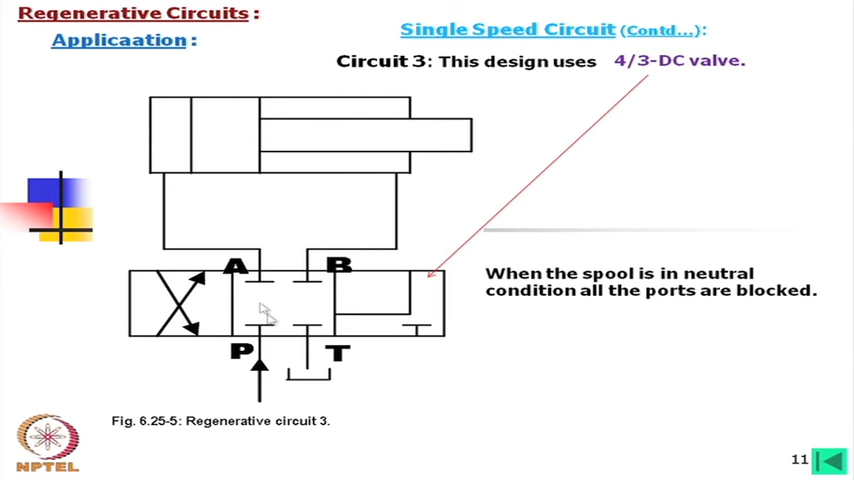 Regenerative Circuits :
Applicaation :
Single Speed Circuit (Contd...):
Circuit 3: This design uses 4/3-DC valve.
A B
When the spool is in neutral
condition all the ports are blocked.
P T
Fig. 6.25-5: Regenerative circuit 3.
NPTEL
11